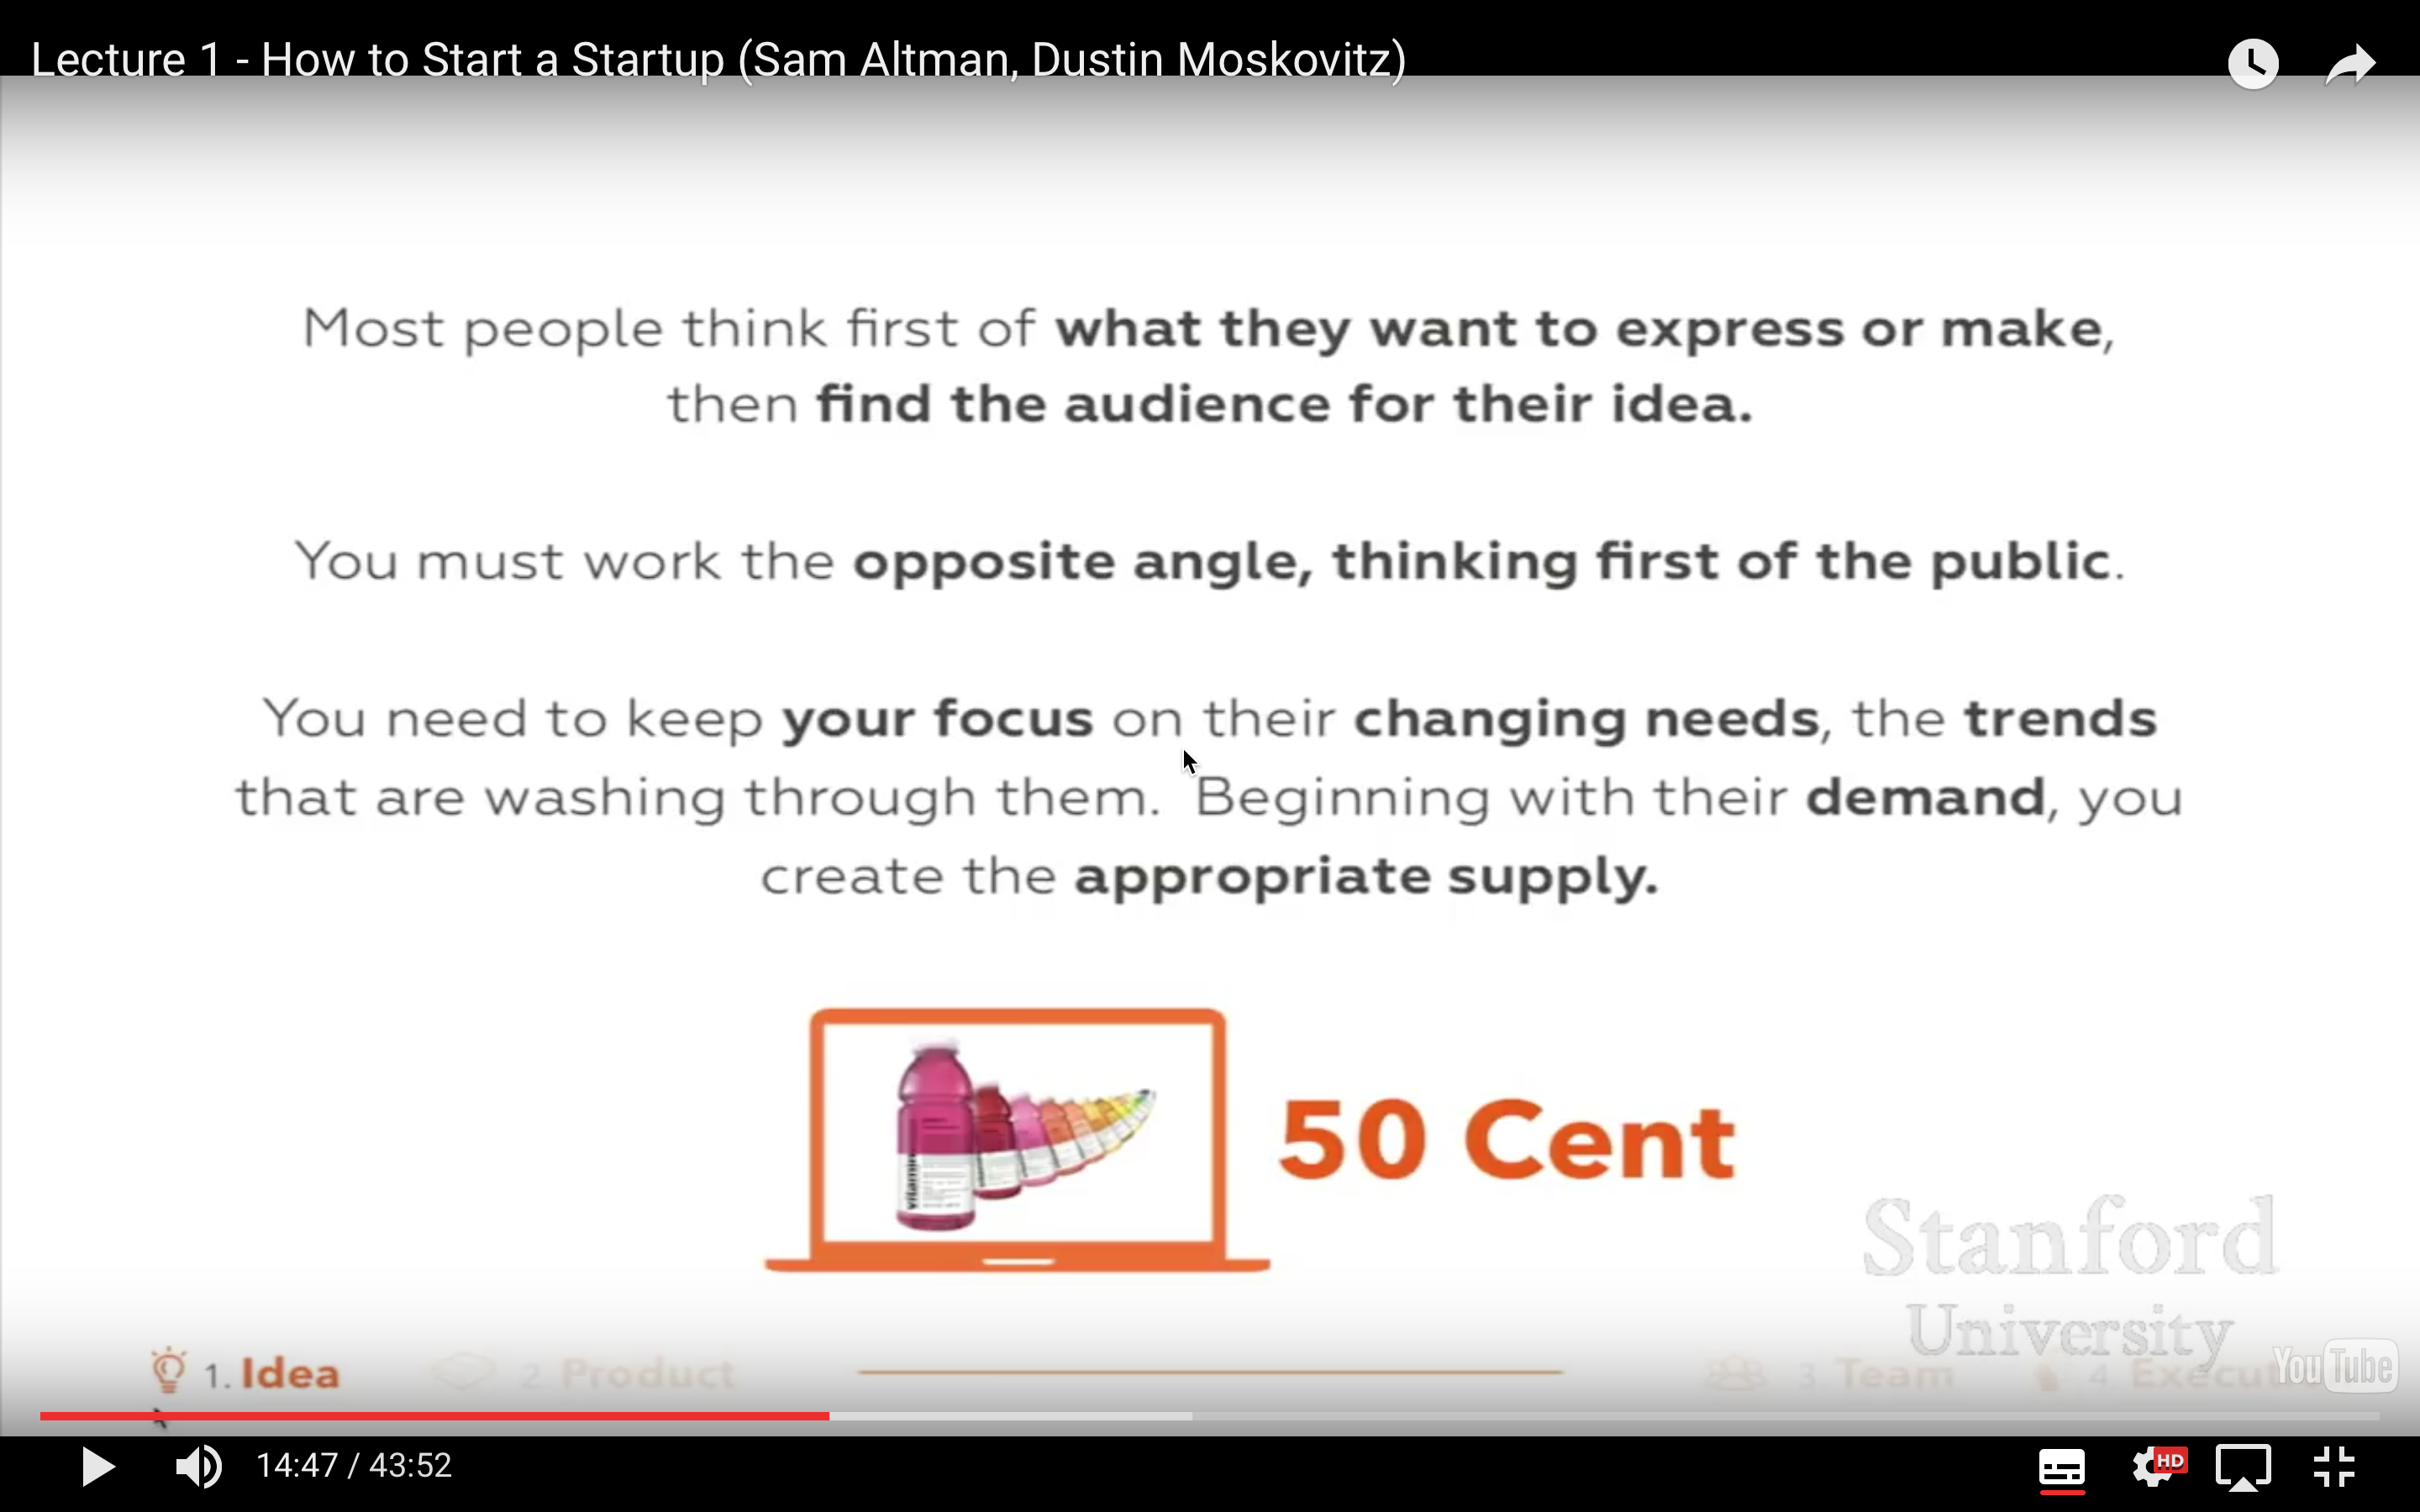 Lecture 1 - How to Start a Startup (Sam Altman, Dustin Moskovitz)
Most people think first of what they want to express or make,
then find the audience for their idea.
You must work the opposite angle, thinking first of the public.
You need to keep your focus on their changing needs, the trends
that are washing through them. Beginning with their demand, you
create the appropriate supply.
50 Cent
Stanford
University
1. Idea
2 Product
3 Team
4
YouTube
14:47 / 43:52
HD